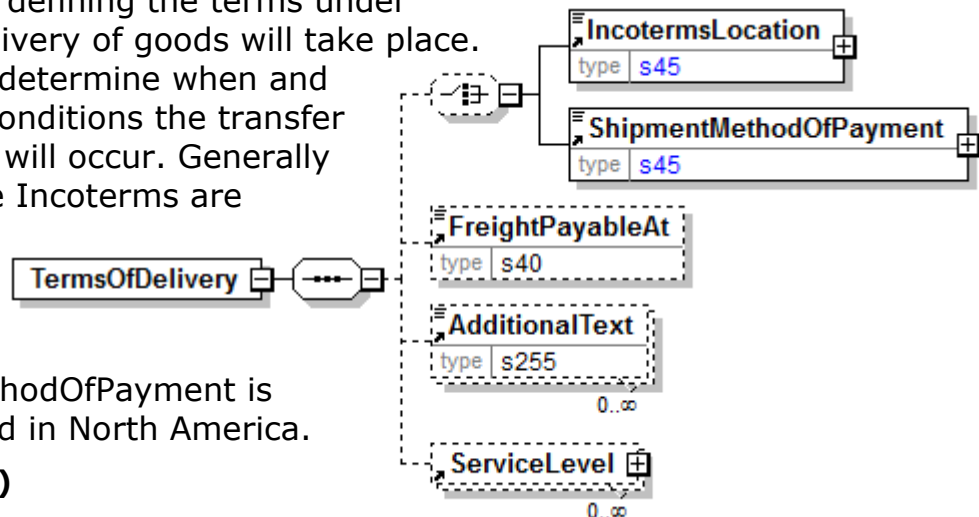 defining the terms under
livery of goods will take place.
determine when and
onditions the transfer
will occur. Generally
e Incoterms are
hodOfPayment is
d in North America.
)
TermsOfDelivery
IncotermsLocation
type s45
ShipmentMethodOfPayment
type s45
FreightPayableAt
type s40
AdditionalText
type s255
0..∞
ServiceLevel
0..∞